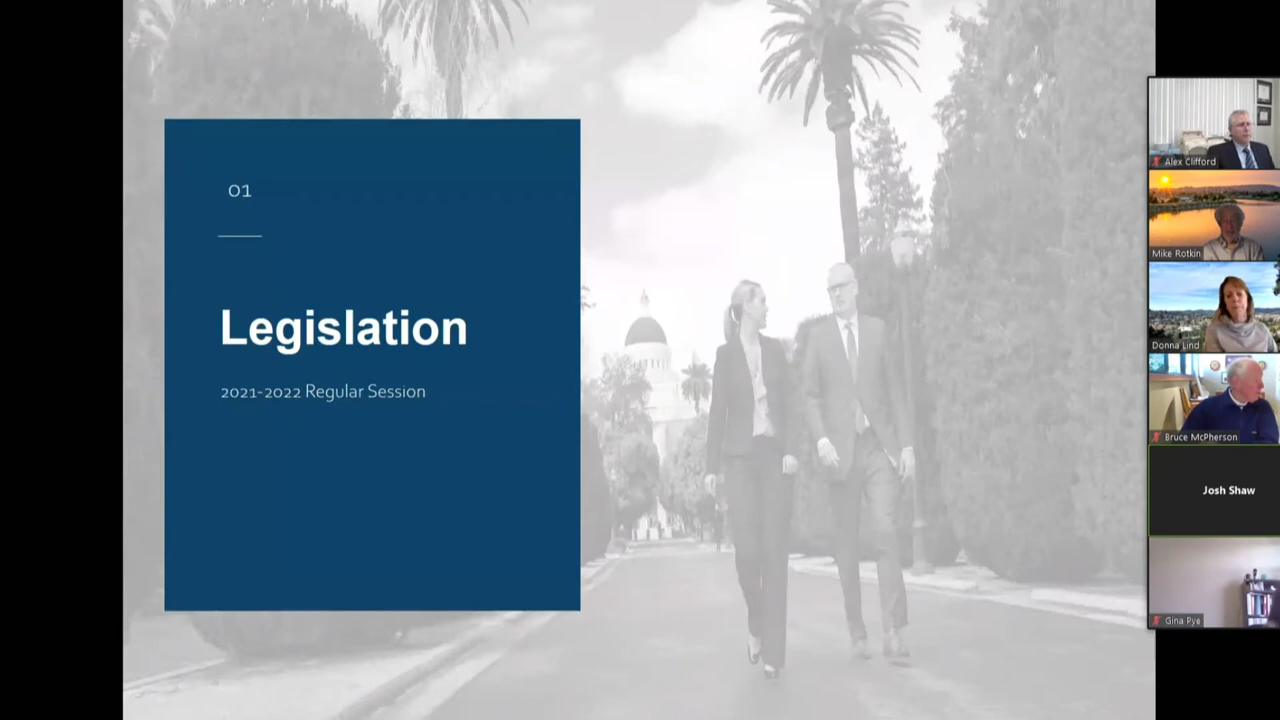 01
Legislation
2021-2022 Regular Session
Alex Clifford
Mike Rotkin
Donna Lind
Bruce McPherson
Josh Shaw
Gina Pye